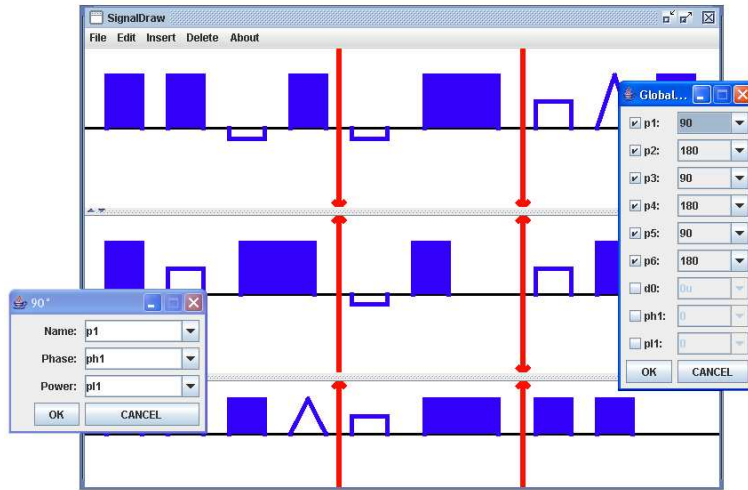 SignalDraw
File Edit Insert Delete About
Global...
p1: 90
p2: 180
p3: 90
p4: 180
p5: 90
p6: 180
d0: 0u
ph1: 0
pl1: 0
OK CANCEL
90°
Name: p1
Phase: ph1
Power: pl1
OK CANCEL